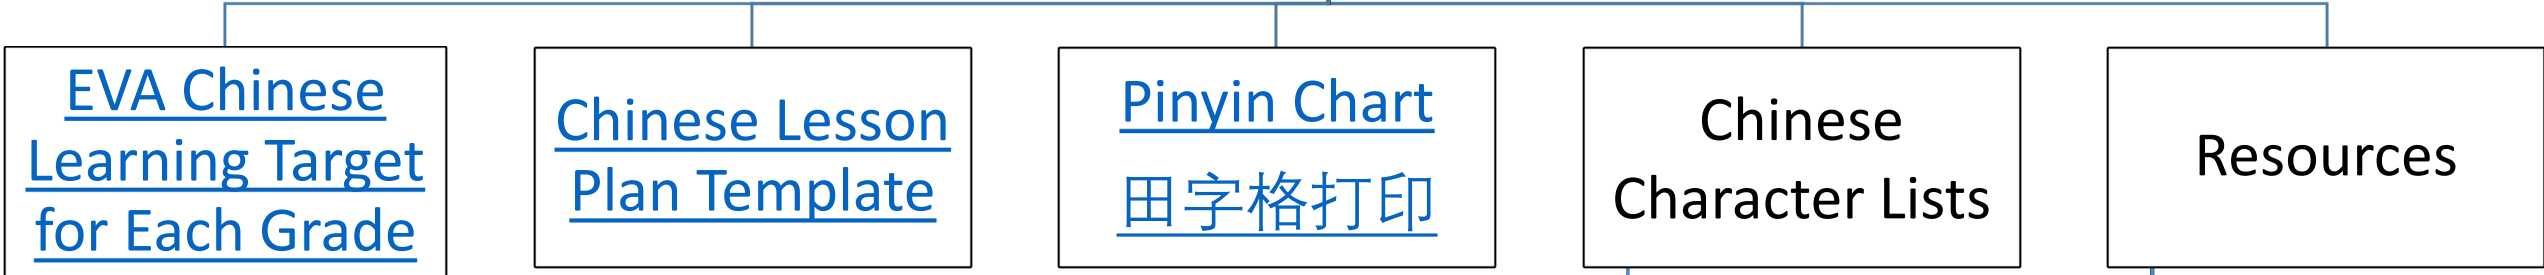 EVA Chinese
Learning Target
for Each Grade
Chinese Lesson
Plan Template
Pinyin Chart
田字格打印
Chinese
Character Lists
Resources